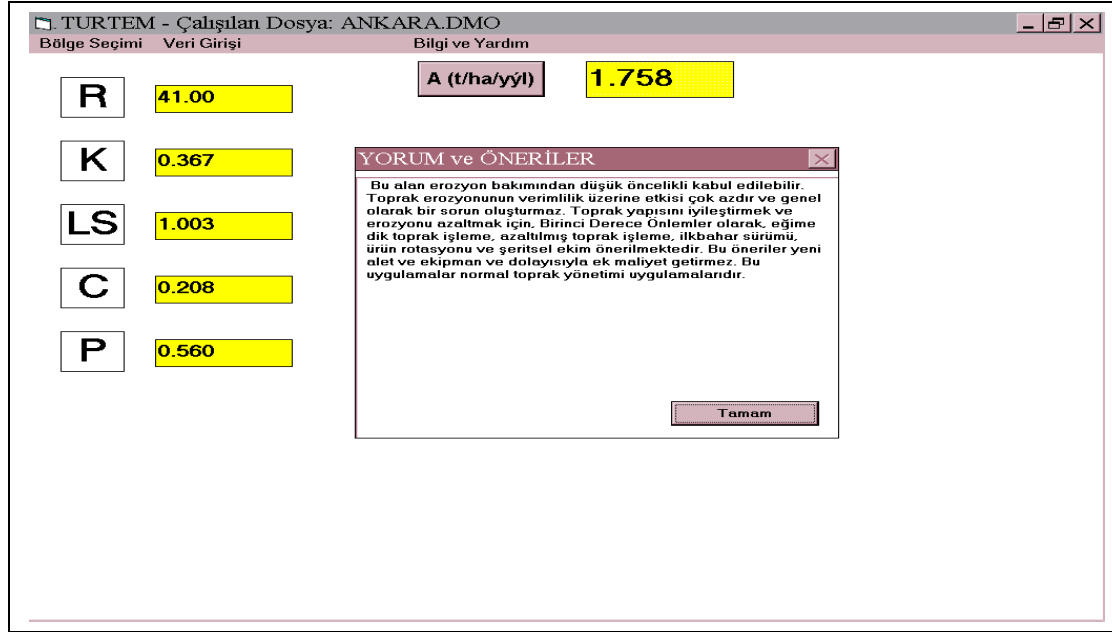 TURTEM - Çalışılan Dosya: ANKARA.DMO
Bölge Seçimi Veri Girişi Bilgi ve Yardım
R 41.00
A (t/ha/yýl) 1.758
K 0.367
LS 1.003
C 0.208
P 0.560
YORUM ve ÖNERİLER
Bu alan erozyon bakımından düşük öncelikli kabul edilebilir.
Toprak erozyonunun verimlilik üzerine etkisi çok azdır ve genel
olarak bir sorun oluşturmaz. Toprak yapısını iyileştirmek ve
erozyonu azaltmak için, Birinci Derece Önlemler olarak, eğime
dik toprak işleme, azaltılmış toprak işleme, ilkbahar sürümü,
ürün rotasyonu ve şeritsel ekim önerilmektedir. Bu öneriler yeni
alet ve ekipman ve dolayısıyla ek maliyet getirmez. Bu
uygulamalar normal toprak yönetimi uygulamalarıdır.
Tamam